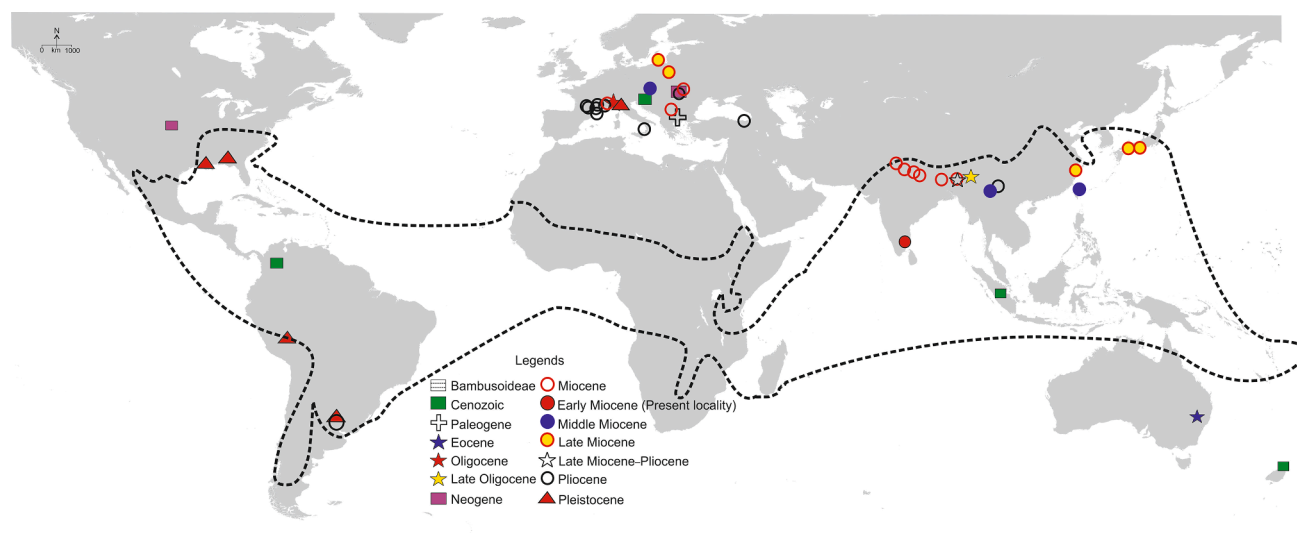 N
0 km 1000
Legends
Bambusoideae
Miocene
Cenozoic
Early Miocene (Present locality)
Paleogene
Middle Miocene
Eocene
Late Miocene
Oligocene
Late Miocene–Pliocene
Late Oligocene
Pliocene
Neogene
Pleistocene